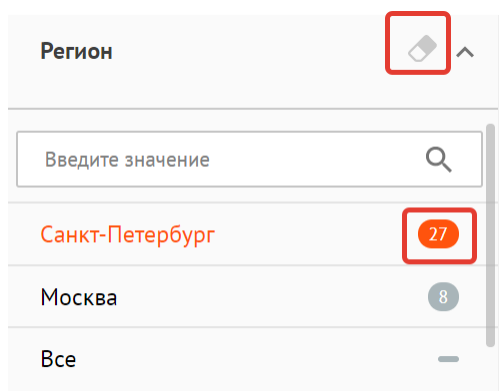 Регион
Введите значение
Санкт-Петербург 27
Москва 8
Все